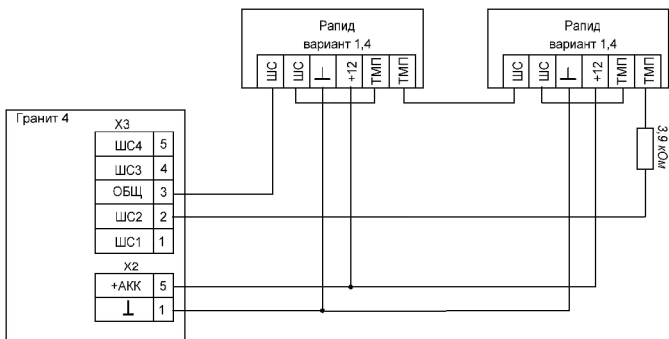 Рапид
вариант 1,4
ШС ШС ⊥ +12 ТМП ТМП
Рапид
вариант 1,4
ШС ШС ⊥ +12 ТМП ТМП
3,9 кОм
Гранит 4
X3
ШС4 5
ШС3 4
ОБЩ 3
ШС2 2
ШС1 1
X2
+АКК 5
⊥ 1